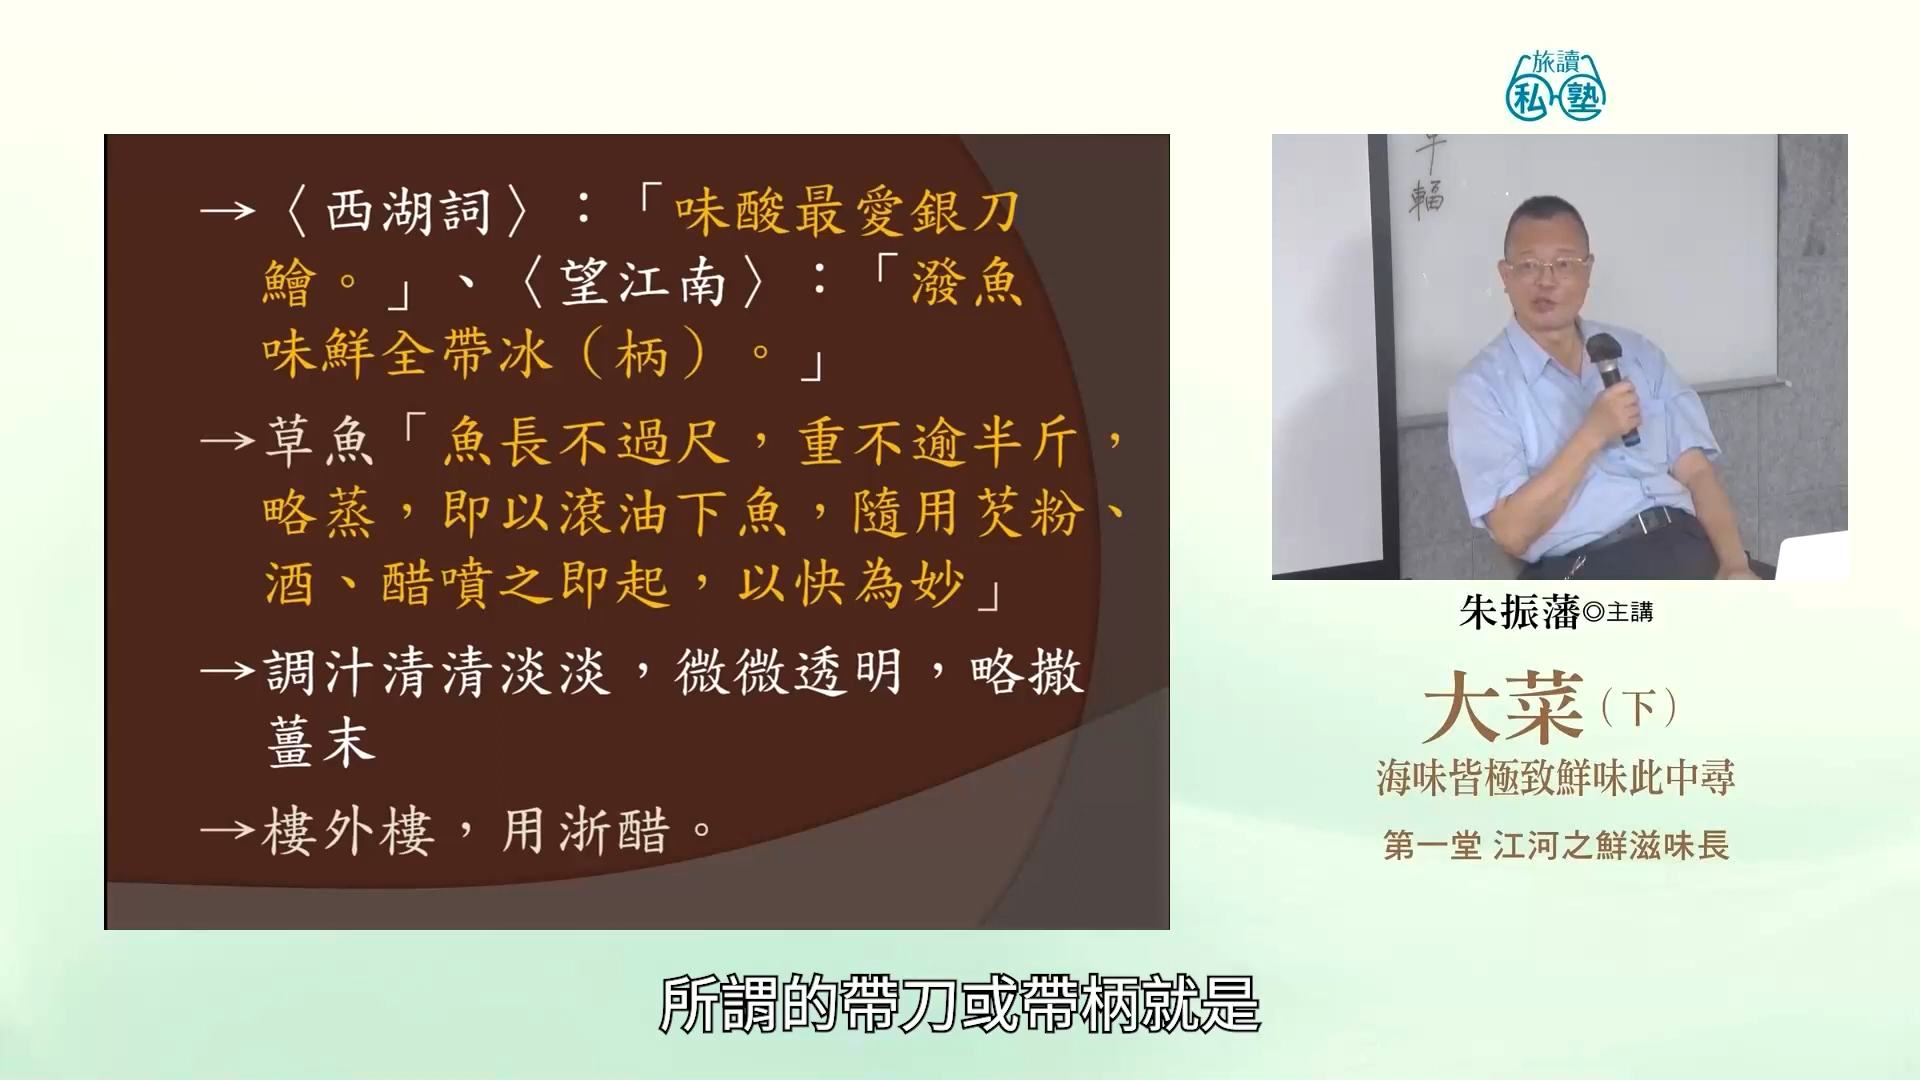 旅讀
私塾
→〈西湖詞〉：「味酸最愛銀刀
鱠。」、〈望江南〉：「潑魚
味鮮全帶冰（柄）。」
→草魚「魚長不過尺，重不逾半斤，
略蒸，即以滾油下魚，隨用芡粉、
酒、醋噴之即起，以快為妙」
→調汁清清淡淡，微微透明，略撒
薑末
→樓外樓，用浙醋。
輻
朱振藩◎主講
大菜（下）
海味皆極致鮮味此中尋
第一堂 江河之鮮滋味長
所謂的帶刀或帶柄就是